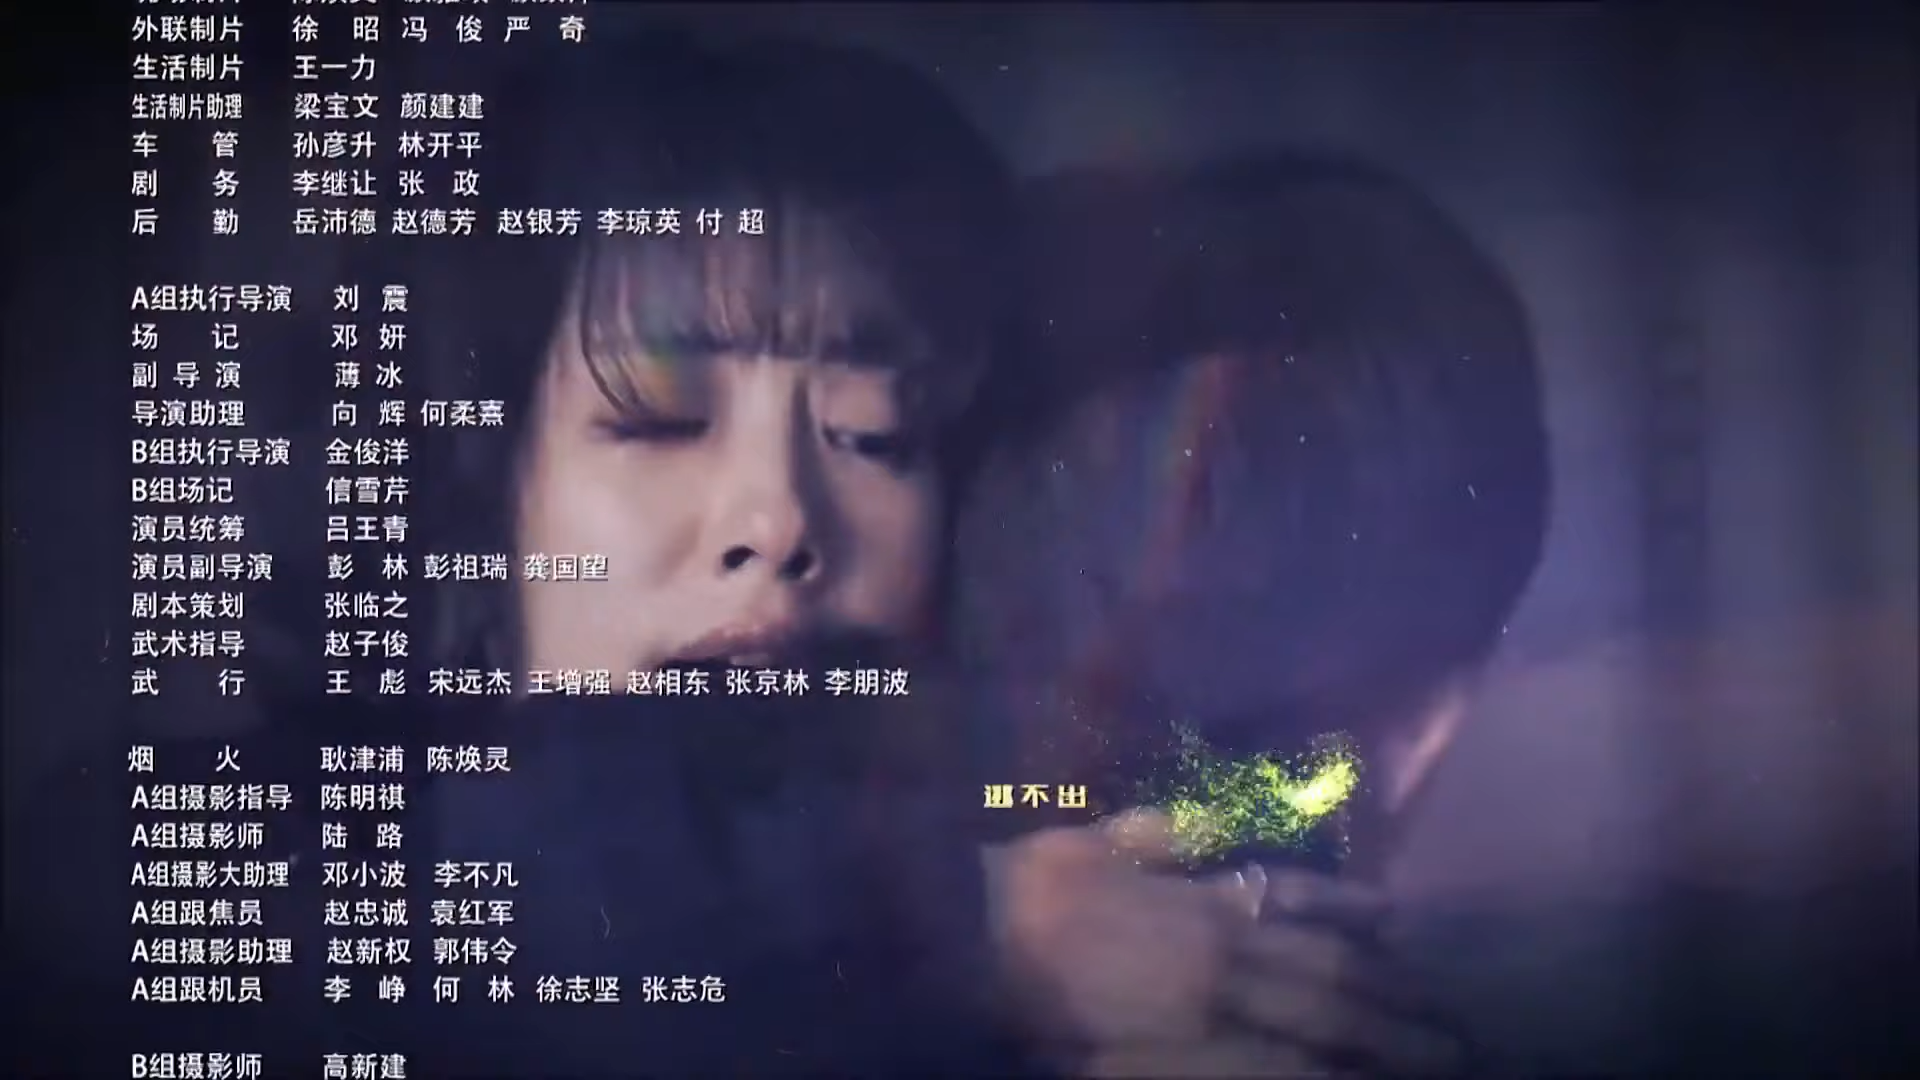 外联制片 徐 昭 冯 俊 严 奇
生活制片 王一力
生活制片助理 梁宝文 颜建建
车 管 孙彦升 林开平
剧 务 李继让 张 政
后 勤 岳沛德 赵德芳 赵银芳 李琼英 付 超
A组执行导演 刘 震
场 记 邓 妍
副 导 演 薄 冰
导演助理 向 辉 何柔熹
B组执行导演 金俊洋
B组场记 信雪芹
演员统筹 吕王青
演员副导演 彭 林 彭祖瑞 龚国望
剧本策划 张临之
武术指导 赵子俊
武 行 王 彪 宋远杰 王增强 赵相东 张京林 李朋波
烟 火 耿津浦 陈焕灵
A组摄影指导 陈明祺
逃不出
A组摄影师 陆 路
A组摄影大助理 邓小波 李不凡
A组跟焦员 赵忠诚 袁红军
A组摄影助理 赵新权 郭伟令
A组跟机员 李 峥 何 林 徐志坚 张志危
B组摄影师 高新建